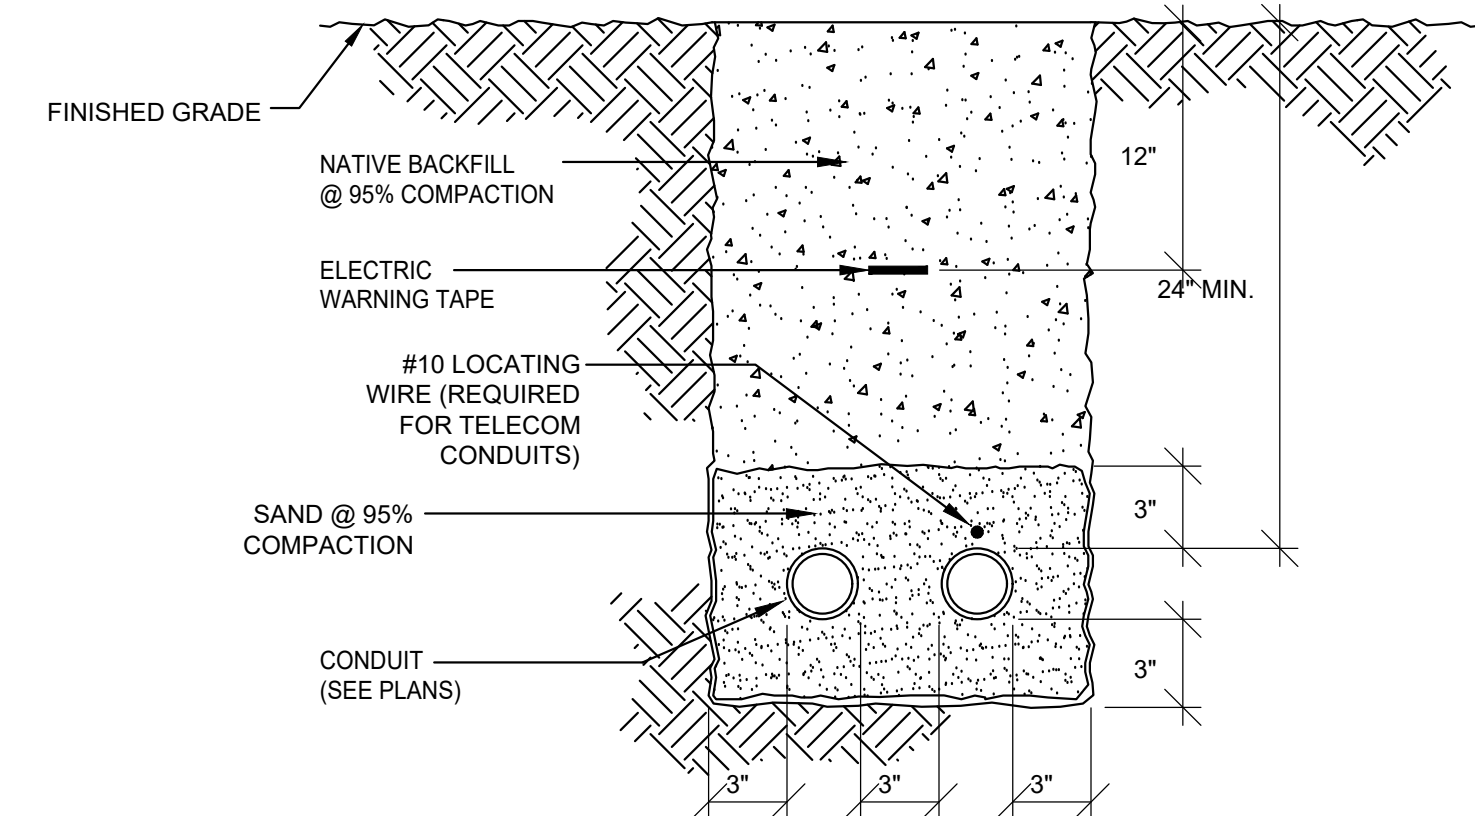 FINISHED GRADE
NATIVE BACKFILL
@ 95% COMPACTION
12"
ELECTRIC
WARNING TAPE
24" MIN.
#10 LOCATING
WIRE (REQUIRED
FOR TELECOM
CONDUITS)
SAND @ 95%
COMPACTION
3"
CONDUIT
(SEE PLANS)
3"
3"
3"
3"